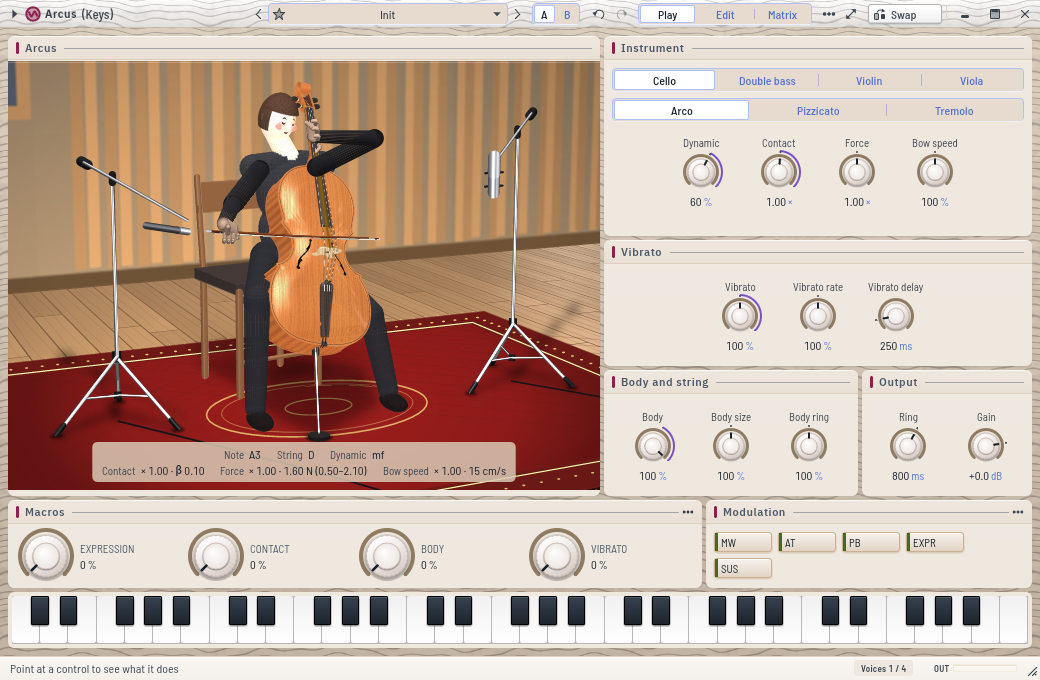 Arcus (Keys)
Init
A B
Play Edit Matrix
Swap
Arcus
Instrument
Cello Double bass Violin Viola
Arco Pizzicato Tremolo
Dynamic Contact Force Bow speed
60 % 1.00 × 1.00 × 100 %
Vibrato
Vibrato Vibrato rate Vibrato delay
100 % 100 % 250 ms
Body and string
Body Body size Body ring
100 % 100 % 100 %
Output
Ring Gain
800 ms +0.0 dB
Note A3 String D Dynamic mf
Contact × 1.00 · β 0.10 Force × 1.00 · 1.60 N (0.50–2.10) Bow speed × 1.00 · 15 cm/s
Macros
EXPRESSION
0 %
CONTACT
0 %
BODY
0 %
VIBRATO
0 %
Modulation
MW AT PB EXPR
SUS
Point at a control to see what it does
Voices 1 / 4 OUT